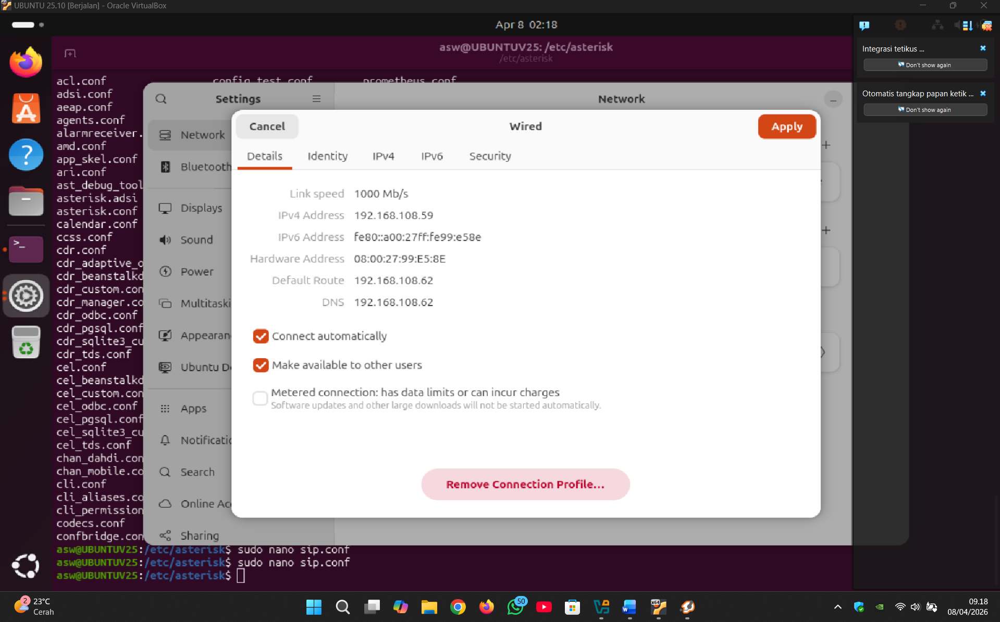 UBUNTU 25.10 [Berjalan] - Oracle VirtualBox
Apr 8 02:18
asw@UBUNTUV25: /etc/asterisk
/etc/asterisk
Integrasi tetikus ...
Don't show again
Otomatis tangkap papan ketik ...
Don't show again
acl.conf
config_test.conf
prometheus.conf
adsi.conf
aeap.conf
agents.conf
alarmreceiver.
amd.conf
app_skel.conf
ari.conf
ast_debug_tool
asterisk.adsi
asterisk.conf
calendar.conf
ccss.conf
cdr.conf
cdr_adaptive_o
cdr_beanstalkd
cdr_custom.con
cdr_manager.co
cdr_odbc.conf
cdr_pgsql.conf
cdr_sqlite3_cu
cdr_tds.conf
cel.conf
cel_beanstalkd
cel_custom.con
cel_odbc.conf
cel_pgsql.conf
cel_sqlite3_cu
cel_tds.conf
chan_dahdi.con
chan_mobile.co
cli.conf
cli_aliases.co
cli_permission
codecs.conf
confbridge.con
asw@UBUNTUV25:/etc/asterisk$ sudo nano sip.conf
asw@UBUNTUV25:/etc/asterisk$ sudo nano sip.conf
asw@UBUNTUV25:/etc/asterisk$
Settings
Network
Network
Bluetooth
Displays
Sound
Power
Multitaski
Appearan
Ubuntu De
Apps
Notificatio
Search
Online Acc
Sharing
Cancel
Wired
Apply
Details
Identity
IPv4
IPv6
Security
Link speed 1000 Mb/s
IPv4 Address 192.168.108.59
IPv6 Address fe80::a00:27ff:fe99:e58e
Hardware Address 08:00:27:99:E5:8E
Default Route 192.168.108.62
DNS 192.168.108.62
Connect automatically
Make available to other users
Metered connection: has data limits or can incur charges
Software updates and other large downloads will not be started automatically.
Remove Connection Profile...
2
23°C
Cerah
50
x64
09.18
08/04/2026